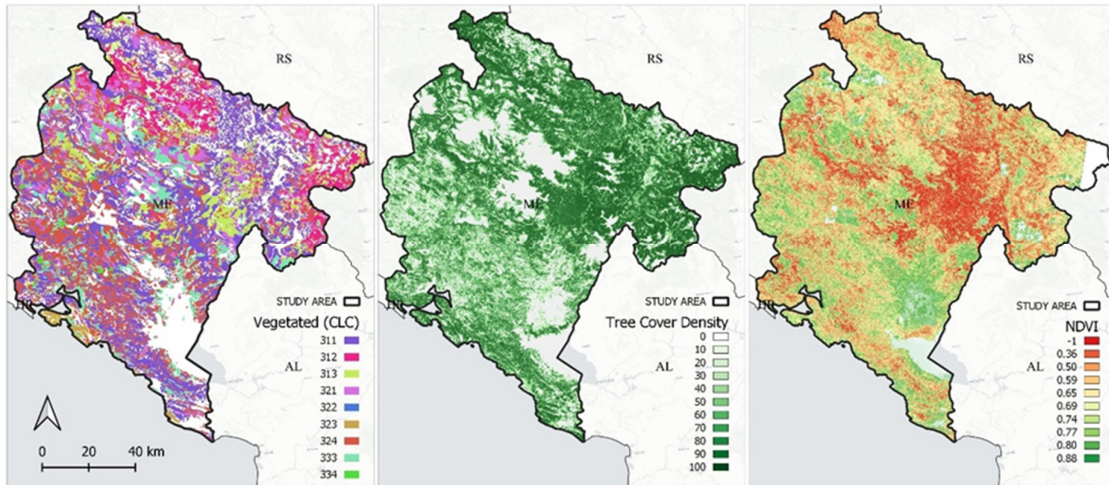 RS
ME
HR
AL
STUDY AREA
Vegetated (CLC)
311
312
313
321
322
323
324
333
334
0 20 40 km
RS
ME
AL
STUDY AREA
Tree Cover Density
0
10
20
30
40
50
60
70
80
90
100
RS
ME
HR
AL
STUDY AREA
NDVI
-1
0.36
0.50
0.59
0.65
0.69
0.74
0.77
0.80
0.88